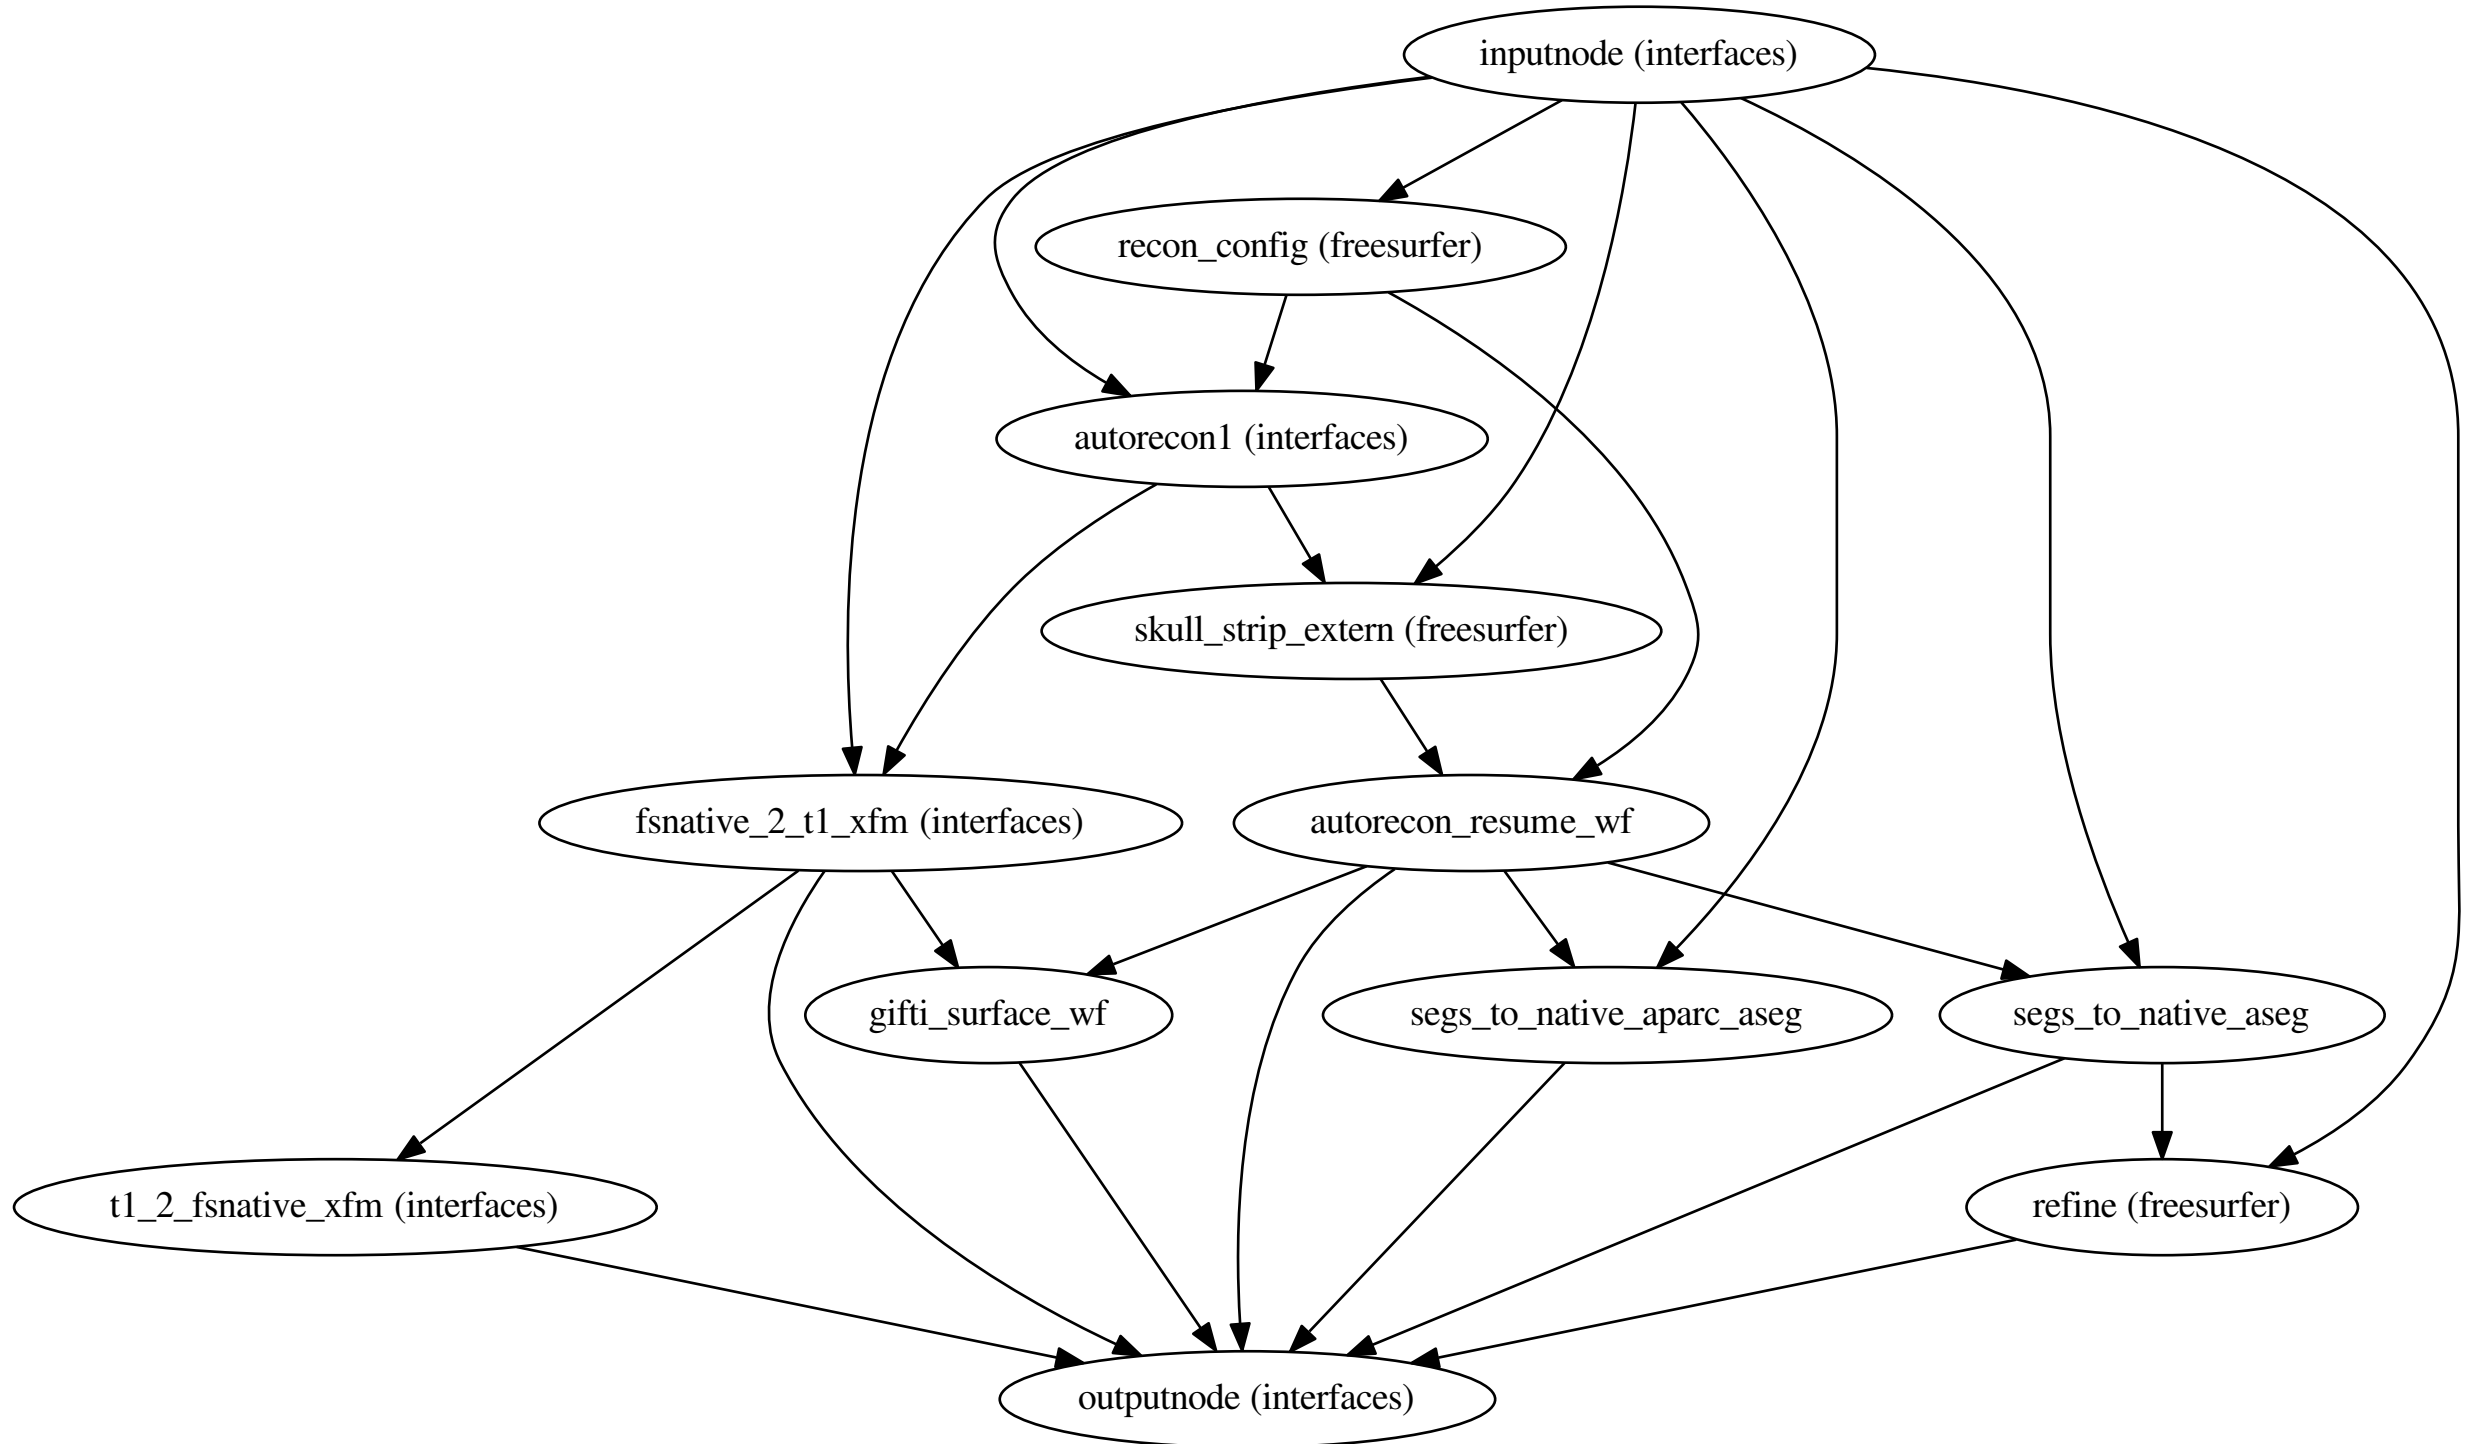 inputnode (interfaces)
recon_config (freesurfer)
autorecon1 (interfaces)
skull_strip_extern (freesurfer)
fsnative_2_t1_xfm (interfaces)
autorecon_resume_wf
gifti_surface_wf
segs_to_native_aparc_aseg
segs_to_native_aseg
t1_2_fsnative_xfm (interfaces)
refine (freesurfer)
outputnode (interfaces)